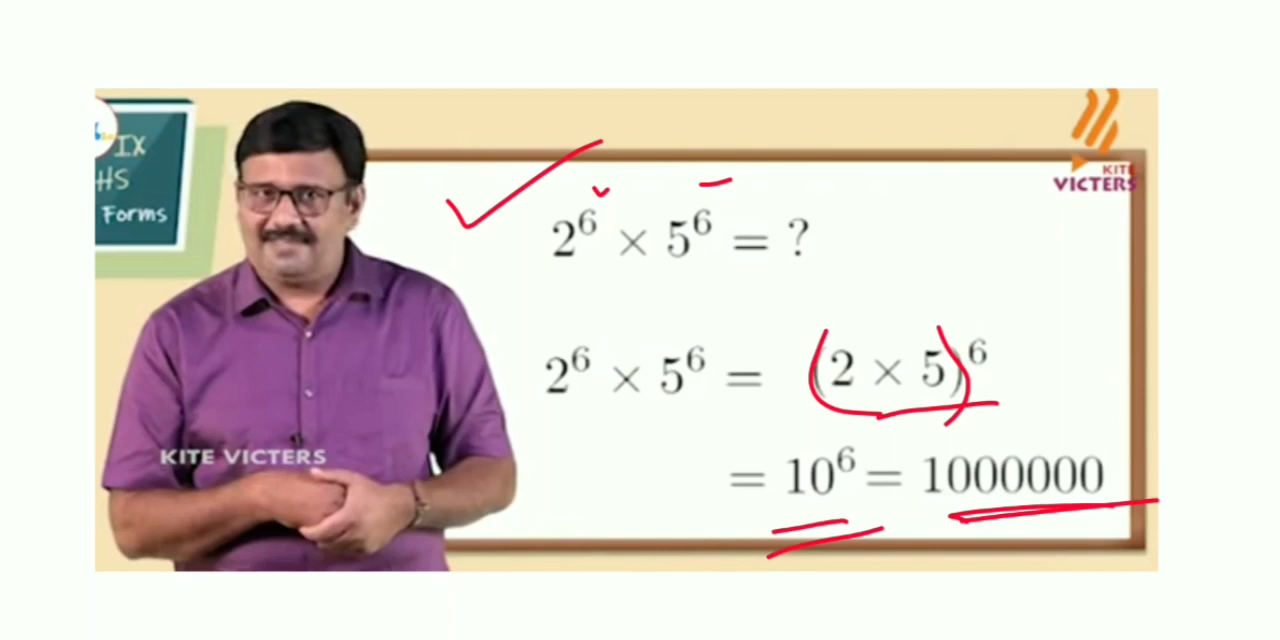 IX
HS
Forms
KITE
VICTERS
2⁶ × 5⁶ = ?
2⁶ × 5⁶ = (2 × 5)⁶
= 10⁶ = 1000000
KITE VICTERS